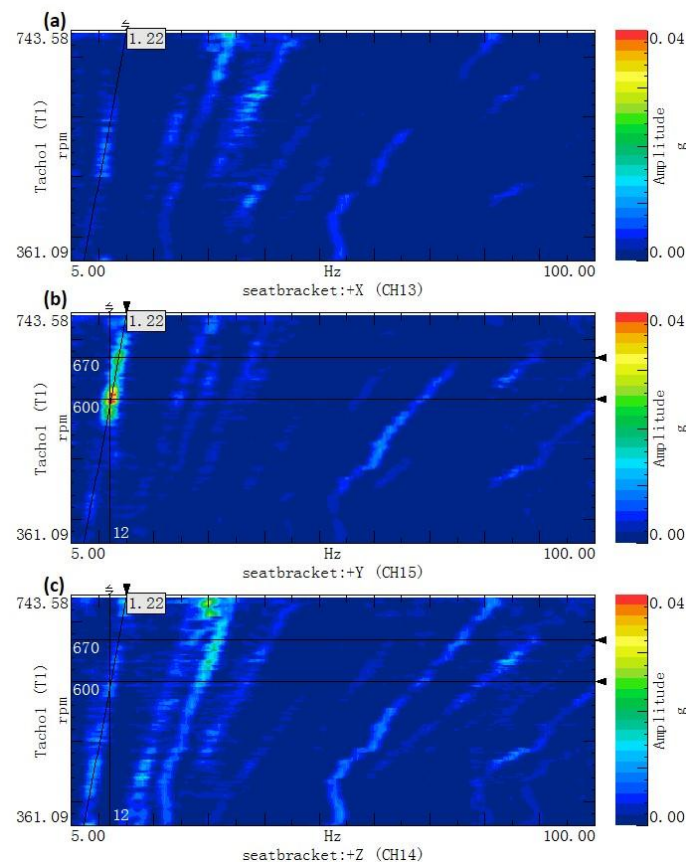 (a)
743.58
1.22
0.04
Tacho1 (T1)
rpm
Amplitude
g
361.09
0.00
5.00
Hz
100.00
seatbracket:+X (CH13)
(b)
743.58
1.22
0.04
670
600
Tacho1 (T1)
rpm
Amplitude
g
12
361.09
0.00
5.00
Hz
100.00
seatbracket:+Y (CH15)
(c)
743.58
1.22
0.04
670
600
Tacho1 (T1)
rpm
Amplitude
g
12
361.09
0.00
5.00
Hz
100.00
seatbracket:+Z (CH14)